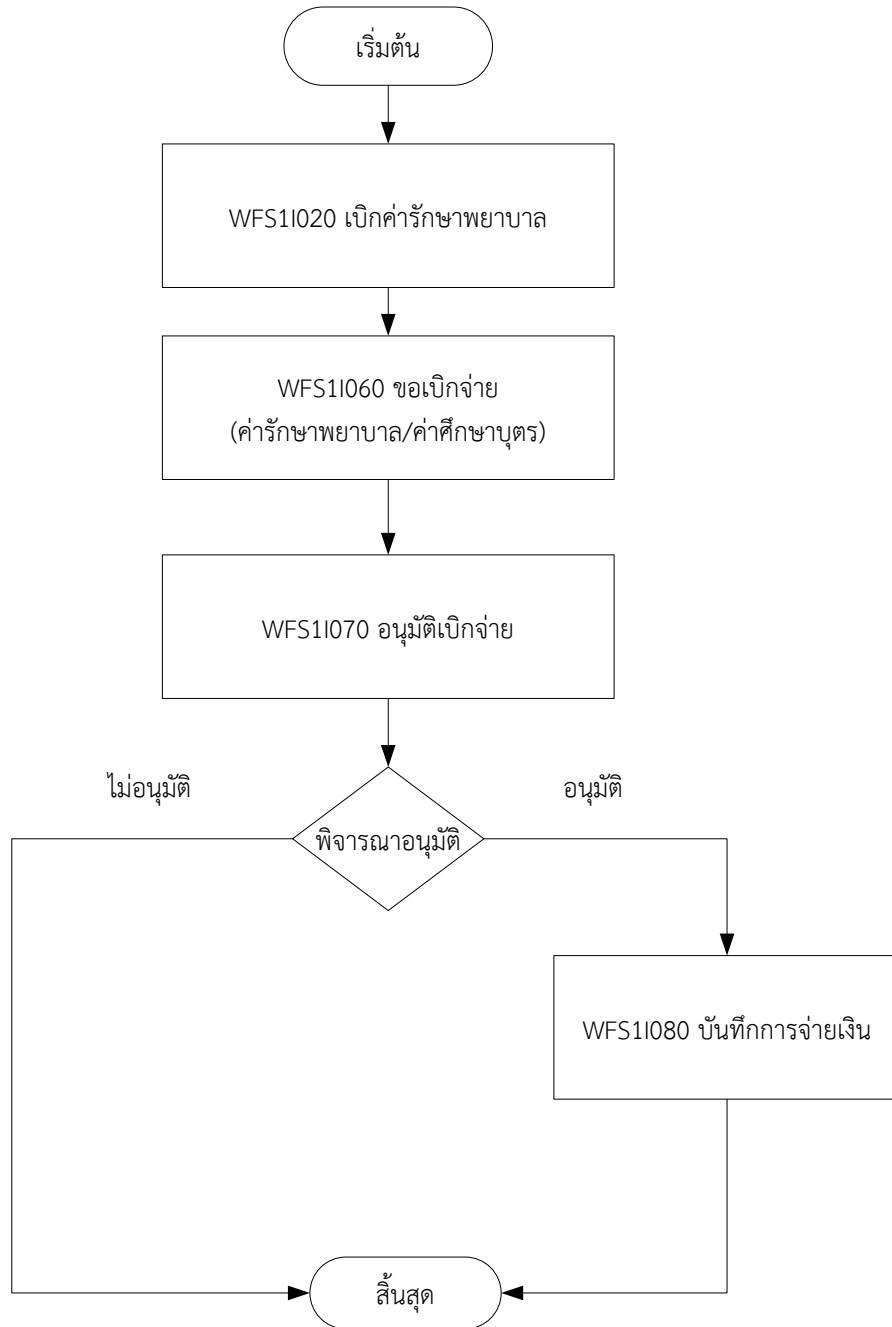 เริ่มต้น
WFS1I020 เบิกค่ารักษาพยาบาล
WFS1I060 ขอเบิกจ่าย
(ค่ารักษาพยาบาล/ค่าศึกษาบุตร)
WFS1I070 อนุมัติเบิกจ่าย
ไม่อนุมัติ
อนุมัติ
พิจารณาอนุมัติ
WFS1I080 บันทึกการจ่ายเงิน
สิ้นสุด